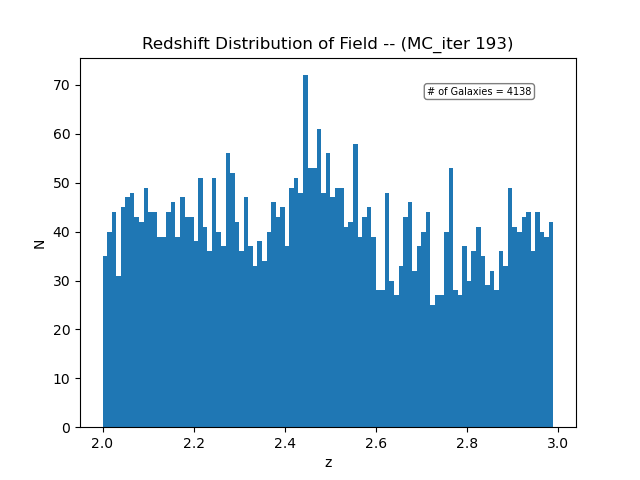 Redshift Distribution of Field -- (MC_iter 193)
# of Galaxies = 4138
N
70
60
50
40
30
20
10
0
2.0 2.2 2.4 2.6 2.8 3.0
z